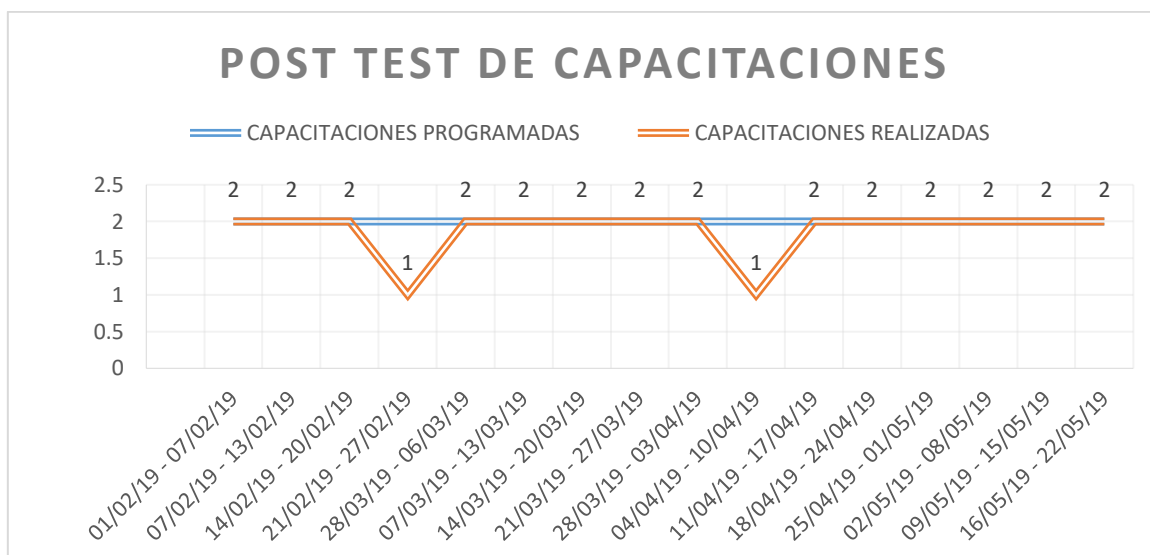 POST TEST DE CAPACITACIONES
CAPACITACIONES PROGRAMADAS
CAPACITACIONES REALIZADAS
2.5
2
1.5
1
0.5
0
2 2 2 1 2 2 2 2 2 1 2 2 2 2 2 2
01/02/19 - 07/02/19
07/02/19 - 13/02/19
14/02/19 - 20/02/19
21/02/19 - 27/02/19
28/03/19 - 06/03/19
07/03/19 - 13/03/19
14/03/19 - 20/03/19
21/03/19 - 27/03/19
28/03/19 - 03/04/19
04/04/19 - 10/04/19
11/04/19 - 17/04/19
18/04/19 - 24/04/19
25/04/19 - 01/05/19
02/05/19 - 08/05/19
09/05/19 - 15/05/19
16/05/19 - 22/05/19